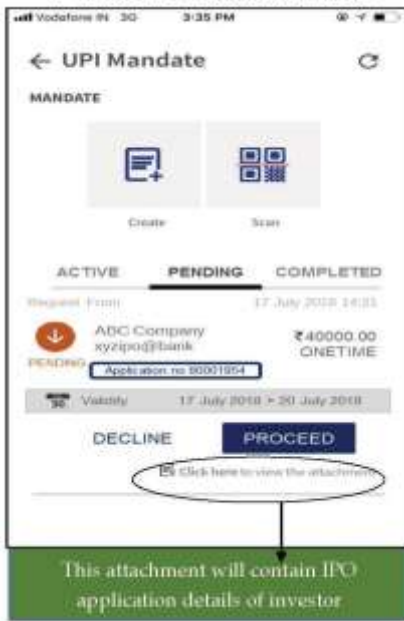 Vodafone IN 3G 3:35 PM
← UPI Mandate
MANDATE
Create Scan
ACTIVE PENDING COMPLETED
Request From 17 July 2018 14:31
ABC Company ₹40000.00
xyzipo@bank ONETIME
PENDING
Application no 90001954
30 Validity 17 July 2018 - 20 July 2018
DECLINE PROCEED
Click here to view the attachment
This attachment will contain IPO
application details of investor